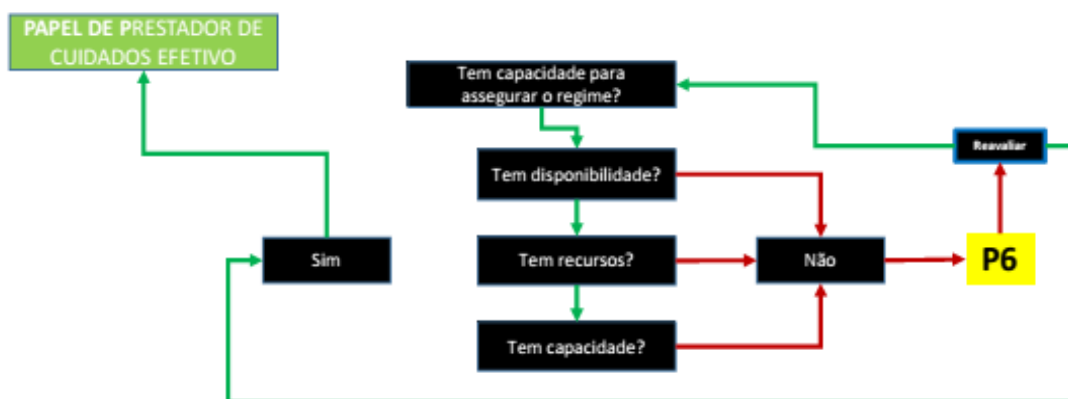 PAPEL DE PRESTADOR DE
CUIDADOS EFETIVO
Tem capacidade para
assegurar o regime?
Reavaliar
Tem disponibilidade?
Sim
Tem recursos?
Não
P6
Tem capacidade?